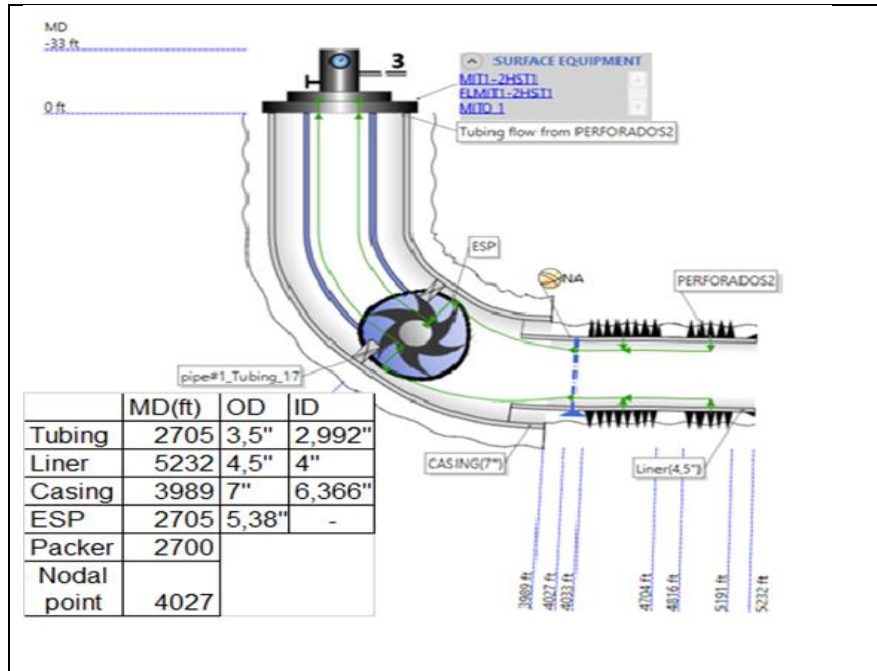 MD
-33 ft
0 ft
3
SURFACE EQUIPMENT
MIT1-2HST1
FLMIT1-2HST1
MITO_1
Tubing flow from PERFORADOS2
ESP
NA
PERFORADOS2
pipe#1_Tubing_17
CASING(7")
Liner(4,5")
MD(ft) OD ID
Tubing 2705 3,5" 2,992"
Liner 5232 4,5" 4"
Casing 3989 7" 6,366"
ESP 2705 5,38" -
Packer 2700
Nodal
point 4027
3989 ft
4027 ft
4033 ft
4704 ft
4816 ft
5191 ft
5232 ft